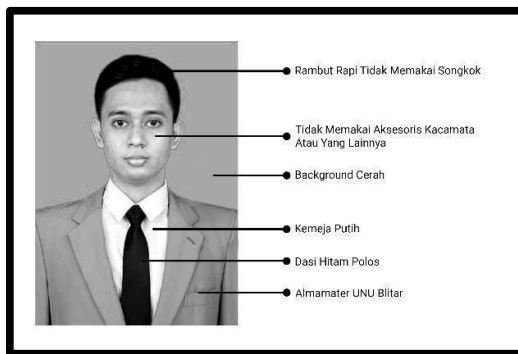 Rambut Rapi Tidak Memakai Songkok
Tidak Memakai Aksesoris Kacamata
Atau Yang Lainnya
Background Cerah
Kemeja Putih
Dasi Hitam Polos
Almamater UNU Blitar